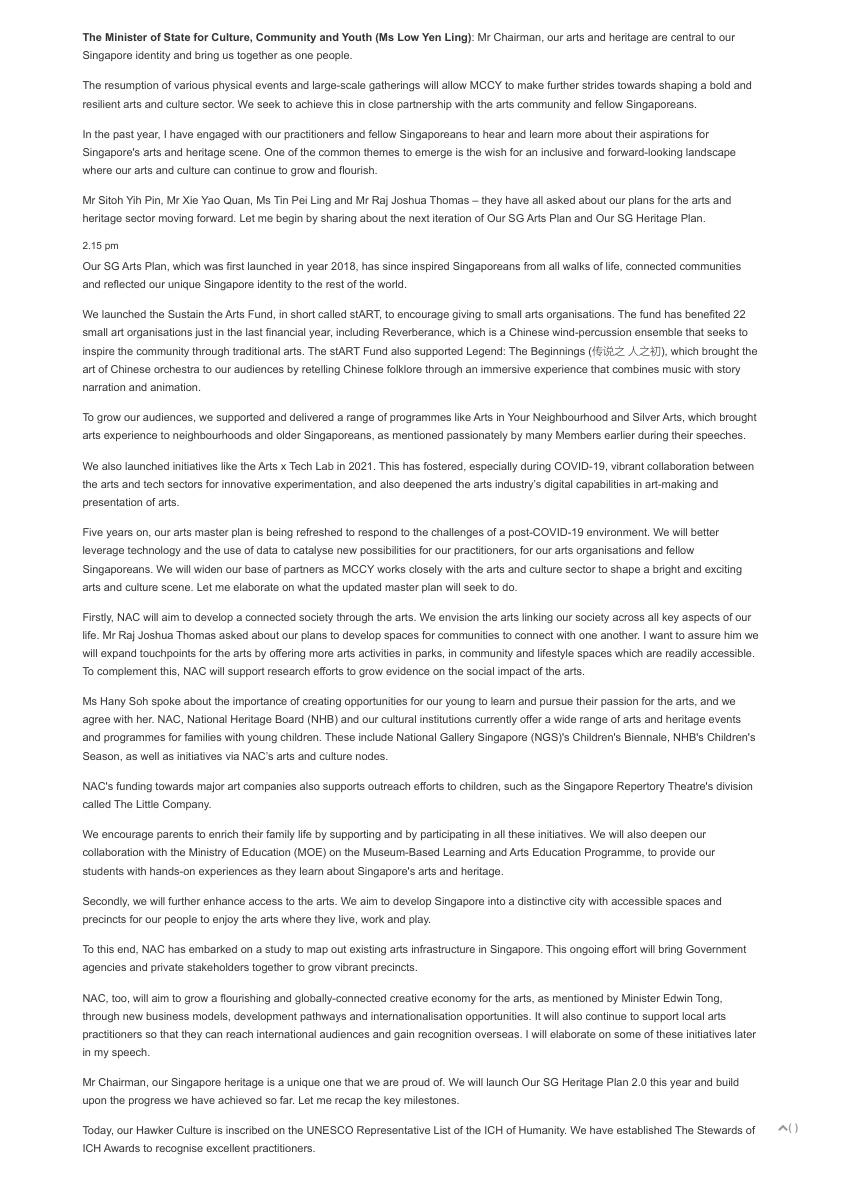 The Minister of State for Culture, Community and Youth (Ms Low Yen Ling): Mr Chairman, our arts and heritage are central to our
Singapore identity and bring us together as one people.
The resumption of various physical events and large-scale gatherings will allow MCCY to make further strides towards shaping a bold and
resilient arts and culture sector. We seek to achieve this in close partnership with the arts community and fellow Singaporeans.
In the past year, I have engaged with our practitioners and fellow Singaporeans to hear and learn more about their aspirations for
Singapore's arts and heritage scene. One of the common themes to emerge is the wish for an inclusive and forward-looking landscape
where our arts and culture can continue to grow and flourish.
Mr Sitoh Yih Pin, Mr Xie Yao Quan, Ms Tin Pei Ling and Mr Raj Joshua Thomas – they have all asked about our plans for the arts and
heritage sector moving forward. Let me begin by sharing about the next iteration of Our SG Arts Plan and Our SG Heritage Plan.
2.15 pm
Our SG Arts Plan, which was first launched in year 2018, has since inspired Singaporeans from all walks of life, connected communities
and reflected our unique Singapore identity to the rest of the world.
We launched the Sustain the Arts Fund, in short called stART, to encourage giving to small arts organisations. The fund has benefited 22
small art organisations just in the last financial year, including Reverberance, which is a Chinese wind-percussion ensemble that seeks to
inspire the community through traditional arts. The stART Fund also supported Legend: The Beginnings (传说之 人之初), which brought the
art of Chinese orchestra to our audiences by retelling Chinese folklore through an immersive experience that combines music with story
narration and animation.
To grow our audiences, we supported and delivered a range of programmes like Arts in Your Neighbourhood and Silver Arts, which brought
arts experience to neighbourhoods and older Singaporeans, as mentioned passionately by many Members earlier during their speeches.
We also launched initiatives like the Arts x Tech Lab in 2021. This has fostered, especially during COVID-19, vibrant collaboration between
the arts and tech sectors for innovative experimentation, and also deepened the arts industry’s digital capabilities in art-making and
presentation of arts.
Five years on, our arts master plan is being refreshed to respond to the challenges of a post-COVID-19 environment. We will better
leverage technology and the use of data to catalyse new possibilities for our practitioners, for our arts organisations and fellow
Singaporeans. We will widen our base of partners as MCCY works closely with the arts and culture sector to shape a bright and exciting
arts and culture scene. Let me elaborate on what the updated master plan will seek to do.
Firstly, NAC will aim to develop a connected society through the arts. We envision the arts linking our society across all key aspects of our
life. Mr Raj Joshua Thomas asked about our plans to develop spaces for communities to connect with one another. I want to assure him we
will expand touchpoints for the arts by offering more arts activities in parks, in community and lifestyle spaces which are readily accessible.
To complement this, NAC will support research efforts to grow evidence on the social impact of the arts.
Ms Hany Soh spoke about the importance of creating opportunities for our young to learn and pursue their passion for the arts, and we
agree with her. NAC, National Heritage Board (NHB) and our cultural institutions currently offer a wide range of arts and heritage events
and programmes for families with young children. These include National Gallery Singapore (NGS)'s Children's Biennale, NHB's Children's
Season, as well as initiatives via NAC’s arts and culture nodes.
NAC's funding towards major art companies also supports outreach efforts to children, such as the Singapore Repertory Theatre's division
called The Little Company.
We encourage parents to enrich their family life by supporting and by participating in all these initiatives. We will also deepen our
collaboration with the Ministry of Education (MOE) on the Museum-Based Learning and Arts Education Programme, to provide our
students with hands-on experiences as they learn about Singapore's arts and heritage.
Secondly, we will further enhance access to the arts. We aim to develop Singapore into a distinctive city with accessible spaces and
precincts for our people to enjoy the arts where they live, work and play.
To this end, NAC has embarked on a study to map out existing arts infrastructure in Singapore. This ongoing effort will bring Government
agencies and private stakeholders together to grow vibrant precincts.
NAC, too, will aim to grow a flourishing and globally-connected creative economy for the arts, as mentioned by Minister Edwin Tong,
through new business models, development pathways and internationalisation opportunities. It will also continue to support local arts
practitioners so that they can reach international audiences and gain recognition overseas. I will elaborate on some of these initiatives later
in my speech.
Mr Chairman, our Singapore heritage is a unique one that we are proud of. We will launch Our SG Heritage Plan 2.0 this year and build
upon the progress we have achieved so far. Let me recap the key milestones.
Today, our Hawker Culture is inscribed on the UNESCO Representative List of the ICH of Humanity. We have established The Stewards of
ICH Awards to recognise excellent practitioners.
( )